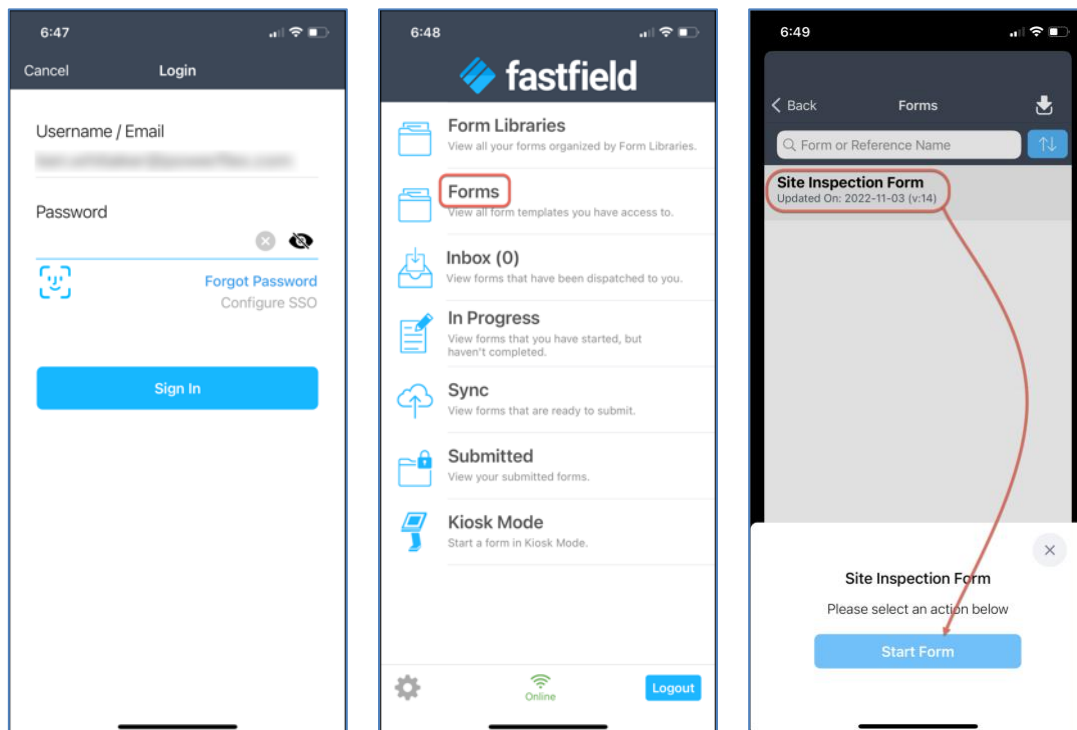 6:47
Cancel Login
Username / Email
Password
Forgot Password
Configure SSO
Sign In
6:48
fastfield
Form Libraries
View all your forms organized by Form Libraries.
Forms
View all form templates you have access to.
Inbox (0)
View forms that have been dispatched to you.
In Progress
View forms that you have started, but
haven't completed.
Sync
View forms that are ready to submit.
Submitted
View your submitted forms.
Kiosk Mode
Start a form in Kiosk Mode.
Online
Logout
6:49
Back Forms
Form or Reference Name
Site Inspection Form
Updated On: 2022-11-03 (v:14)
Site Inspection Form
Please select an action below
Start Form